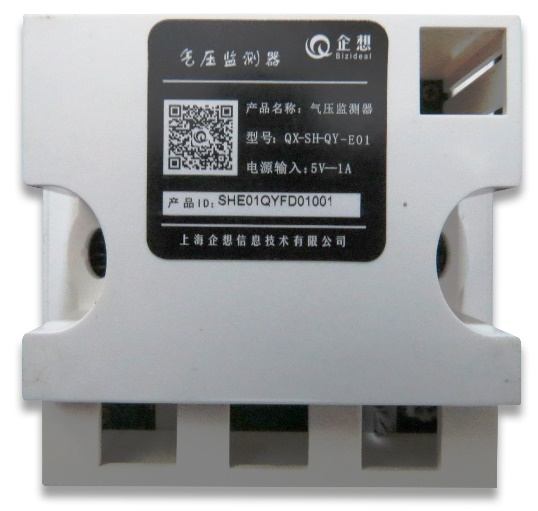 企想
Bizideal
气压监测器
产品名称: 气压监测器
型号: QX-SH-QY-E01
电源输入: 5V—1A
产品ID: SHE01QYFD01001
上海企想信息技术有限公司